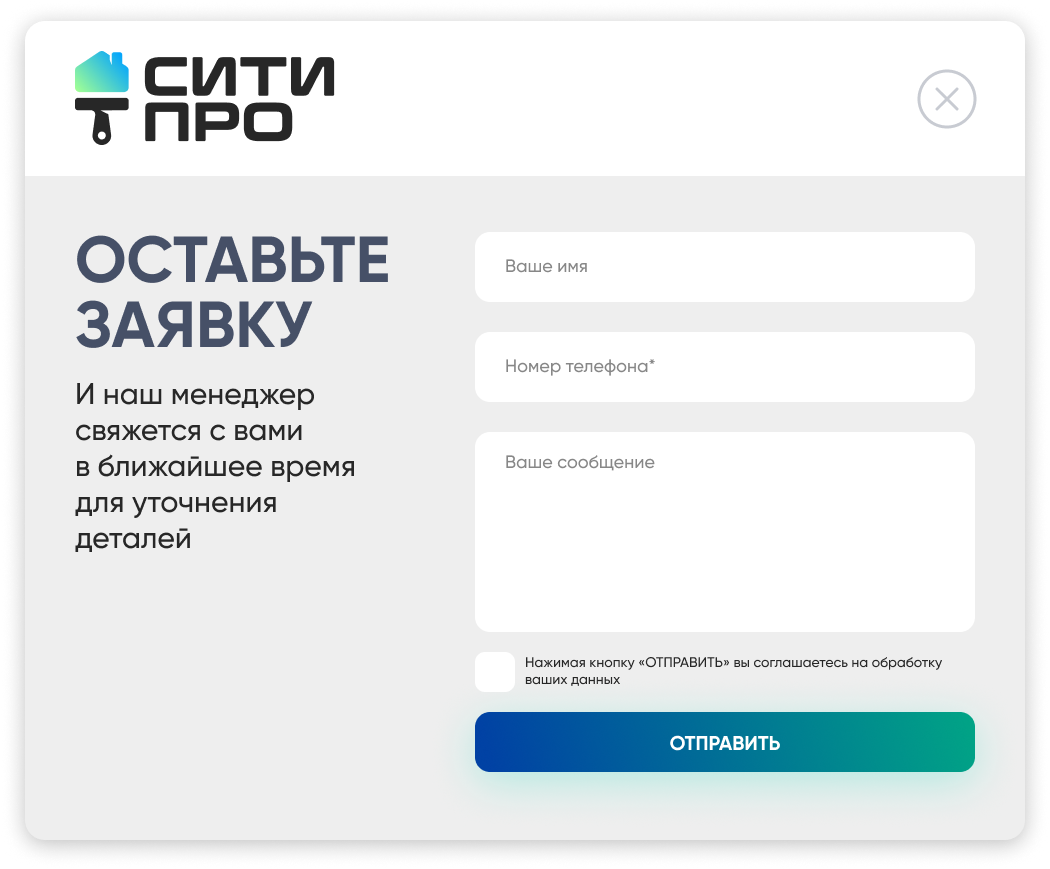 СИТИ
ПРО
ОСТАВЬТЕ
ЗАЯВКУ
И наш менеджер
свяжется с вами
в ближайшее время
для уточнения
деталей
Ваше имя
Номер телефона*
Ваше сообщение
Нажимая кнопку «ОТПРАВИТЬ» вы соглашаетесь на обработку
ваших данных
ОТПРАВИТЬ